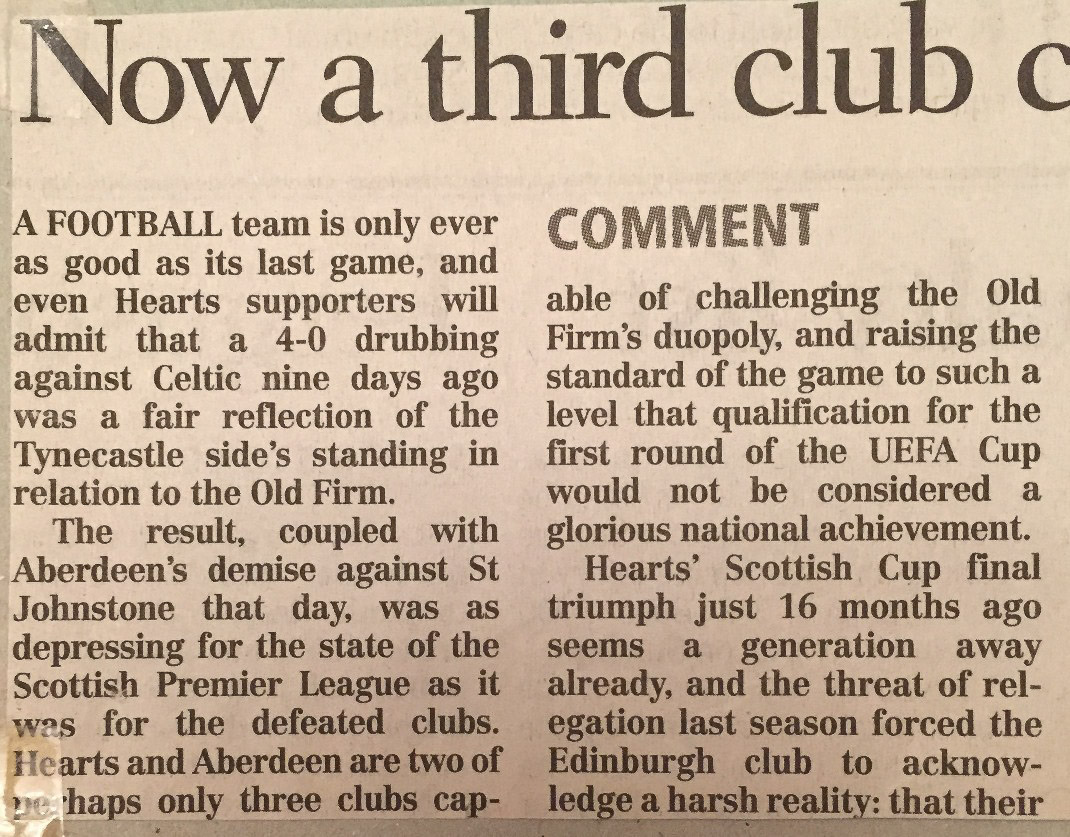 Now a third club c
A FOOTBALL team is only ever
as good as its last game, and
even Hearts supporters will
admit that a 4-0 drubbing
against Celtic nine days ago
was a fair reflection of the
Tynecastle side's standing in
relation to the Old Firm.
The result, coupled with
Aberdeen's demise against St
Johnstone that day, was as
depressing for the state of the
Scottish Premier League as it
was for the defeated clubs.
Hearts and Aberdeen are two of
perhaps only three clubs cap-
COMMENT
able of challenging the Old
Firm's duopoly, and raising the
standard of the game to such a
level that qualification for the
first round of the UEFA Cup
would not be considered a
glorious national achievement.
Hearts' Scottish Cup final
triumph just 16 months ago
seems a generation away
already, and the threat of rel-
egation last season forced the
Edinburgh club to acknow-
ledge a harsh reality: that their